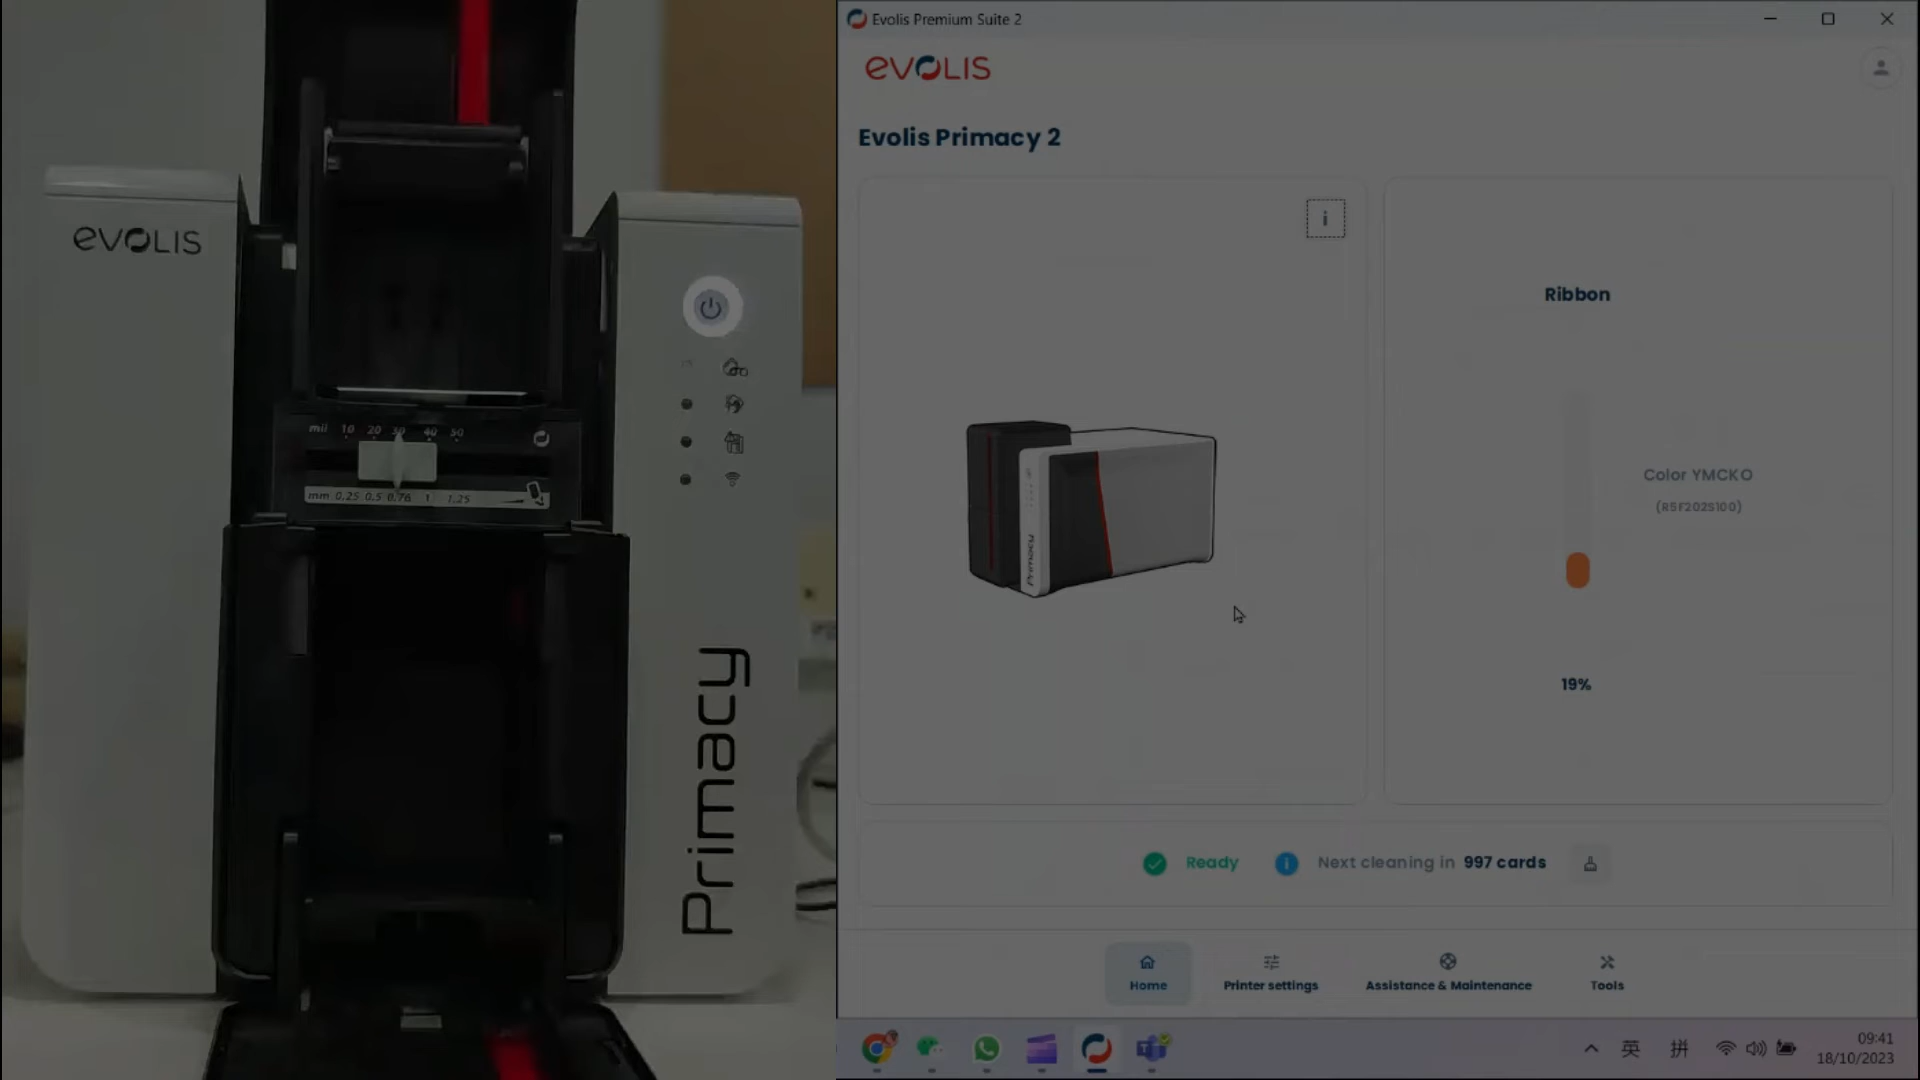 evolis
mil 10 20 30 40 50
mm 0,25 0,5 0,76 1 1,25
Primacy
Evolis Premium Suite 2
evolis
Evolis Primacy 2
i
Ribbon
Color YMCKO
(R5F202S100)
Primacy
19%
Ready
i
Next cleaning in 997 cards
Home
Printer settings
Assistance & Maintenance
Tools
英
拼
09:41
18/10/2023